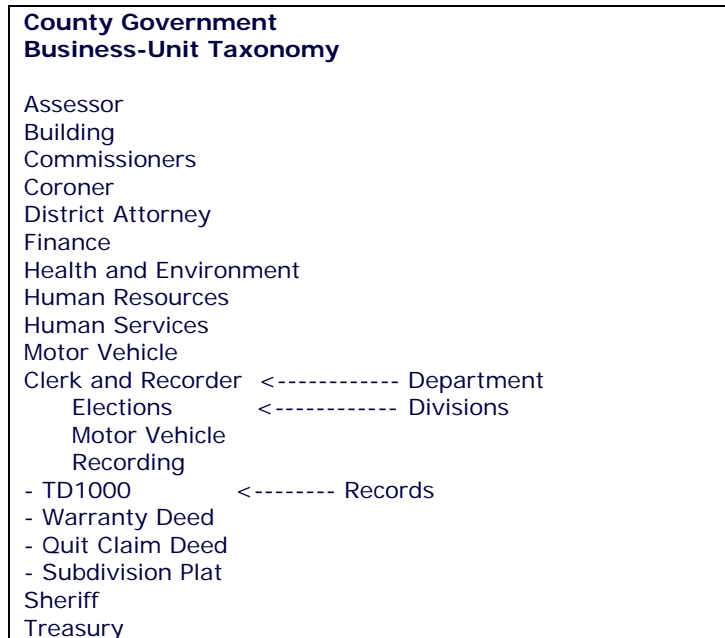 County Government
Business-Unit Taxonomy
Assessor
Building
Commissioners
Coroner
District Attorney
Finance
Health and Environment
Human Resources
Human Services
Motor Vehicle
Clerk and Recorder <------------ Department
Elections <------------ Divisions
Motor Vehicle
Recording
- TD1000 <-------- Records
- Warranty Deed
- Quit Claim Deed
- Subdivision Plat
Sheriff
Treasury